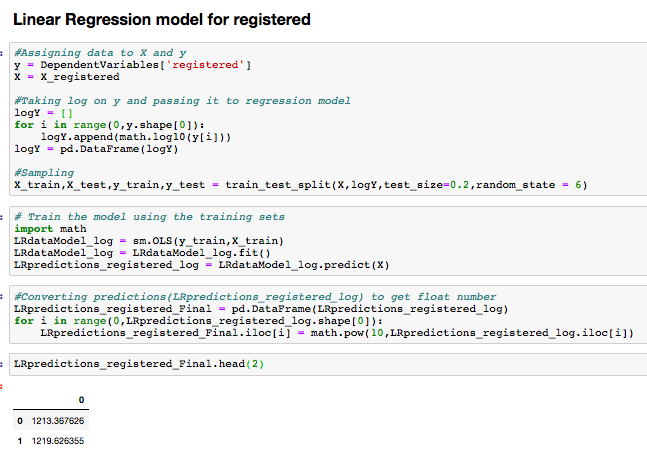 Linear Regression model for registered
#Assigning data to X and y
y = DependentVariables['registered']
X = X_registered
#Taking log on y and passing it to regression model
logY = []
for i in range(0,y.shape[0]):
    logY.append(math.log10(y[i]))
logY = pd.DataFrame(logY)
#Sampling
X_train,X_test,y_train,y_test = train_test_split(X,logY,test_size=0.2,random_state = 6)
# Train the model using the training sets
import math
LRdataModel_log = sm.OLS(y_train,X_train)
LRdataModel_log = LRdataModel_log.fit()
LRpredictions_registered_log = LRdataModel_log.predict(X)
#Converting predictions(LRpredictions_registered_log) to get float number
LRpredictions_registered_Final = pd.DataFrame(LRpredictions_registered_log)
for i in range(0,LRpredictions_registered_log.shape[0]):
    LRpredictions_registered_Final.iloc[i] = math.pow(10,LRpredictions_registered_log.iloc[i])
LRpredictions_registered_Final.head(2)
0
0 1213.367626
1 1219.626355